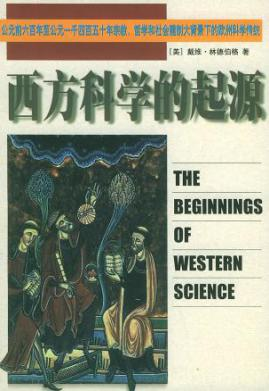 公元前六百年至公元一千四百五十年宗教、哲学和社会建制大背景下的欧洲科学传统
[美] 戴维·林德伯格 著
西方科学的起源
THE
BEGINNINGS
OF
WESTERN
SCIENCE